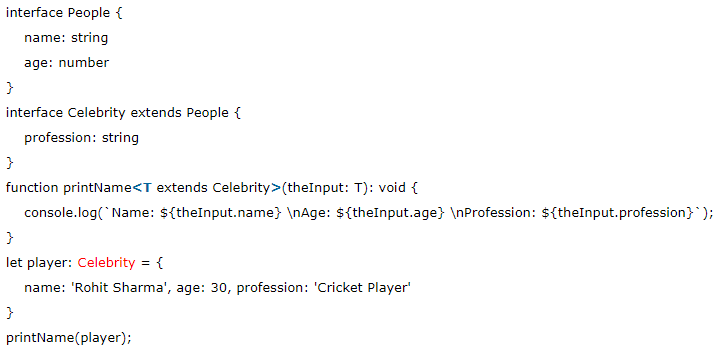 interface People {
name: string
age: number
}
interface Celebrity extends People {
profession: string
}
function printName<T extends Celebrity>(theInput: T): void {
console.log(`Name: ${theInput.name} \nAge: ${theInput.age} \nProfession: ${theInput.profession}`);
}
let player: Celebrity = {
name: 'Rohit Sharma', age: 30, profession: 'Cricket Player'
}
printName(player);